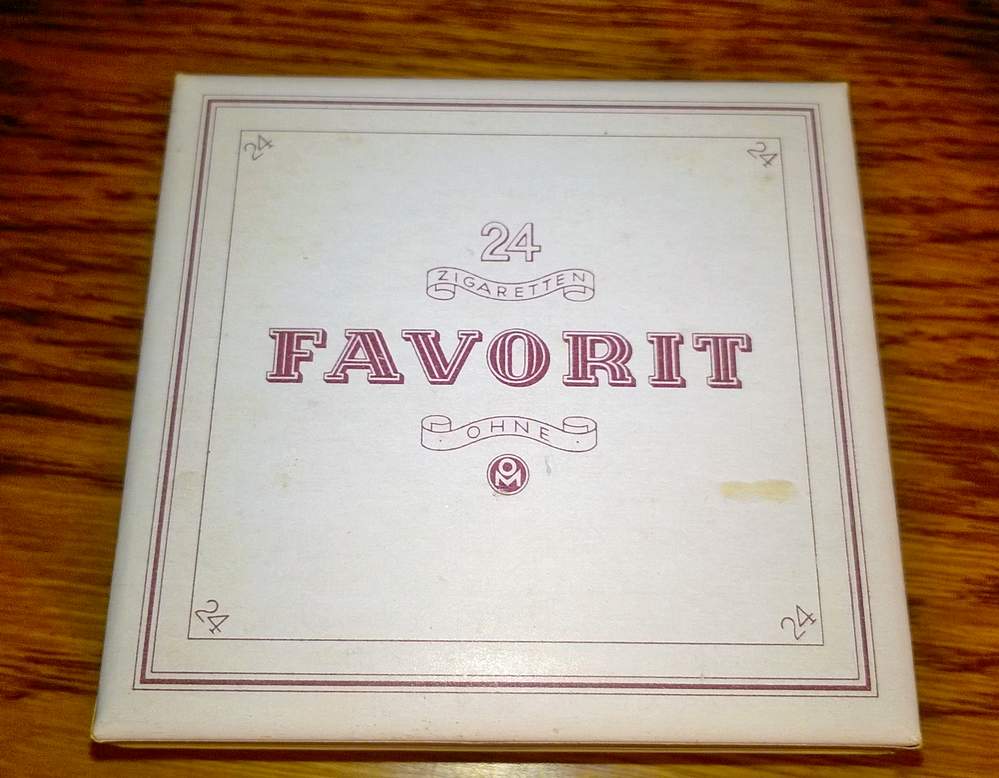 24 24
24
ZIGARETTEN
FAVORIT
OHNE
OM
24 24